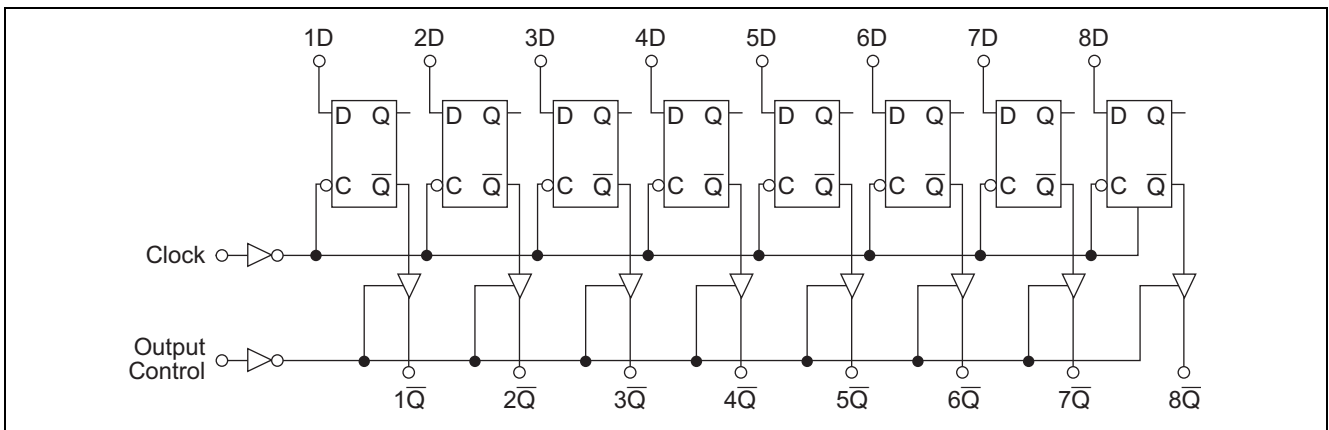 1D 2D 3D 4D 5D 6D 7D 8D
D Q D Q D Q D Q D Q D Q D Q D Q
C Q̅ C Q̅ C Q̅ C Q̅ C Q̅ C Q̅ C Q̅ C Q̅
Clock
Output
Control
1Q̅ 2Q̅ 3Q̅ 4Q̅ 5Q̅ 6Q̅ 7Q̅ 8Q̅